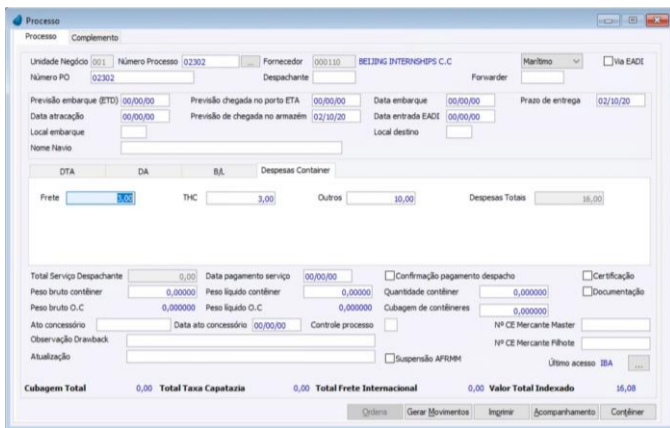 Processo
Processo Complemento
Unidade Negócio 001 Número Processo 02302 ... Fornecedor 000110 BEIJING INTERNSHIPS C.C Marítimo Via EADI
Número PO 02302 Despachante Forwarder
Previsão embarque (ETD) 00/00/00 Previsão chegada no porto ETA 00/00/00 Data embarque 00/00/00 Prazo de entrega 02/10/20
Data atracação 00/00/00 Previsão de chegada no armazém 02/10/20 Data entrada EADI 00/00/00
Local embarque Local destino
Nome Navio
DTA DA B/L Despesas Container
Frete 3,00 THC 3,00 Outros 10,00 Despesas Totais 16,00
Total Serviço Despachante 0,00 Data pagamento serviço 00/00/00 Confirmação pagamento despacho Certificação
Peso bruto contêiner 0,00000 Peso líquido contêiner 0,00000 Quantidade contêiner 0,000000 Documentação
Peso bruto O.C 0,000000 Peso líquido O.C 0,000000 Cubagem de contêineres 0,000000
Ato concessório Data ato concessório 00/00/00 Controle processo Nº CE Mercante Master
Observação Drawback Nº CE Mercante Filhote
Atualização Suspensão AFRMM Último acesso IBA ...
Cubagem Total 0,00 Total Taxa Capatazia 0,00 Total Frete Internacional 0,00 Valor Total Indexado 16,08
Ordena Gerar Movimentos Imprimir Acompanhamento Contêiner